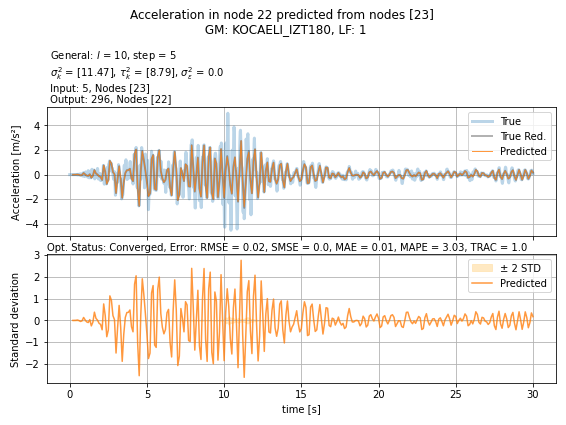 Acceleration in node 22 predicted from nodes [23]
GM: KOCAELI_IZT180, LF: 1
General: l = 10, step = 5
σ²ₖ = [11.47], τ²ₖ = [8.79], σ²ε = 0.0
Input: 5, Nodes [23]
Output: 296, Nodes [22]
Acceleration [m/s²]
4
2
0
−2
−4
True
True Red.
Predicted
Opt. Status: Converged, Error: RMSE = 0.02, SMSE = 0.0, MAE = 0.01, MAPE = 3.03, TRAC = 1.0
Standard deviation
3
2
1
0
−1
−2
± 2 STD
Predicted
0 5 10 15 20 25 30
time [s]